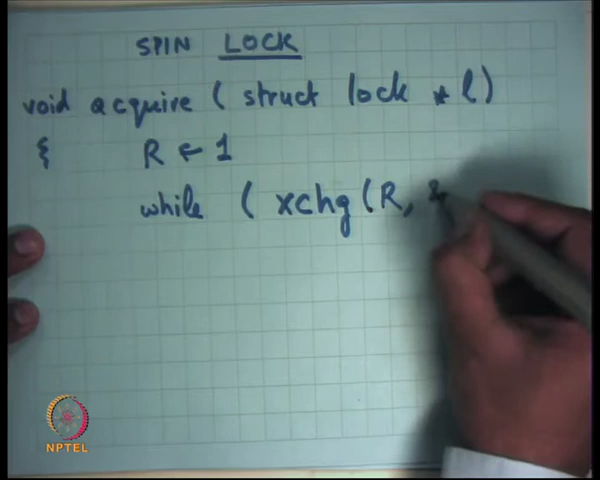 SPIN LOCK
void acquire ( struct lock * l)
{ R ← 1
while ( xchg (R, &
NPTEL